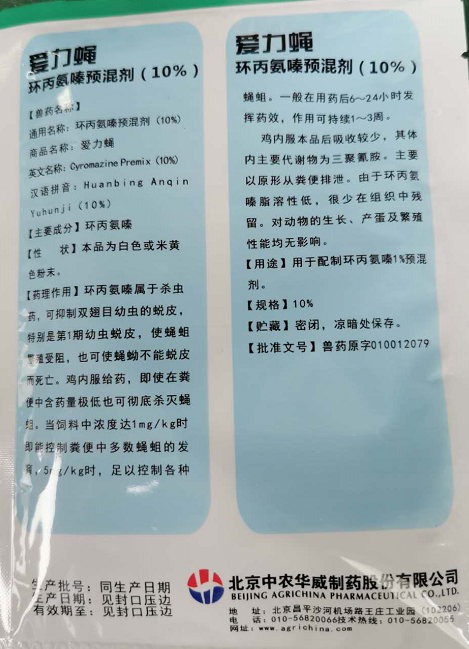 爱力蝇
环丙氨嗪预混剂(10%)
【兽药名称】
通用名称: 环丙氨嗪预混剂(10%)
商品名称: 爱力蝇
英文名称: Cyromazine Premix(10%)
汉语拼音: Huanbing Anqin
Yuhunji(10%)
【主要成分】环丙氨嗪
【性 状】本品为白色或米黄
色粉末。
【药理作用】环丙氨嗪属于杀虫
药,可抑制双翅目幼虫的蜕皮,
特别是第1期幼虫蜕皮,使蝇蛆
繁殖受阻,也可使蝇蚴不能蜕皮
而死亡。鸡内服给药,即使在粪
便中含药量极低也可彻底杀灭蝇
蛆。当饲料中浓度达1mg/kg时
即能控制粪便中多数蝇蛆的发
育,5mg/kg时,足以控制各种
爱力蝇
环丙氨嗪预混剂(10%)
蝇蛆。一般在用药后6~24小时发
挥药效,作用可持续1~3周。
鸡内服本品后吸收较少,其体
内主要代谢物为三聚氰胺。主要
以原形从粪便排泄。由于环丙氨
嗪脂溶性低,很少在组织中残
留。对动物的生长、产蛋及繁殖
性能均无影响。
【用途】用于配制环丙氨嗪1%预混
剂。
【规格】10%
【贮藏】密闭,凉暗处保存。
【批准文号】兽药原字010012079
生产批号: 同生产日期
生产日期: 见封口压边
有效期至: 见封口压边
北京中农华威制药股份有限公司
BEIJING AGRICHINA PHARMACEUTICAL CO.,LTD.
地 址: 北京昌平沙河机场路王庄工业园(102206)
电 话: 010-56820066技术热线: 010-56820065
网址: www.agrichina.com